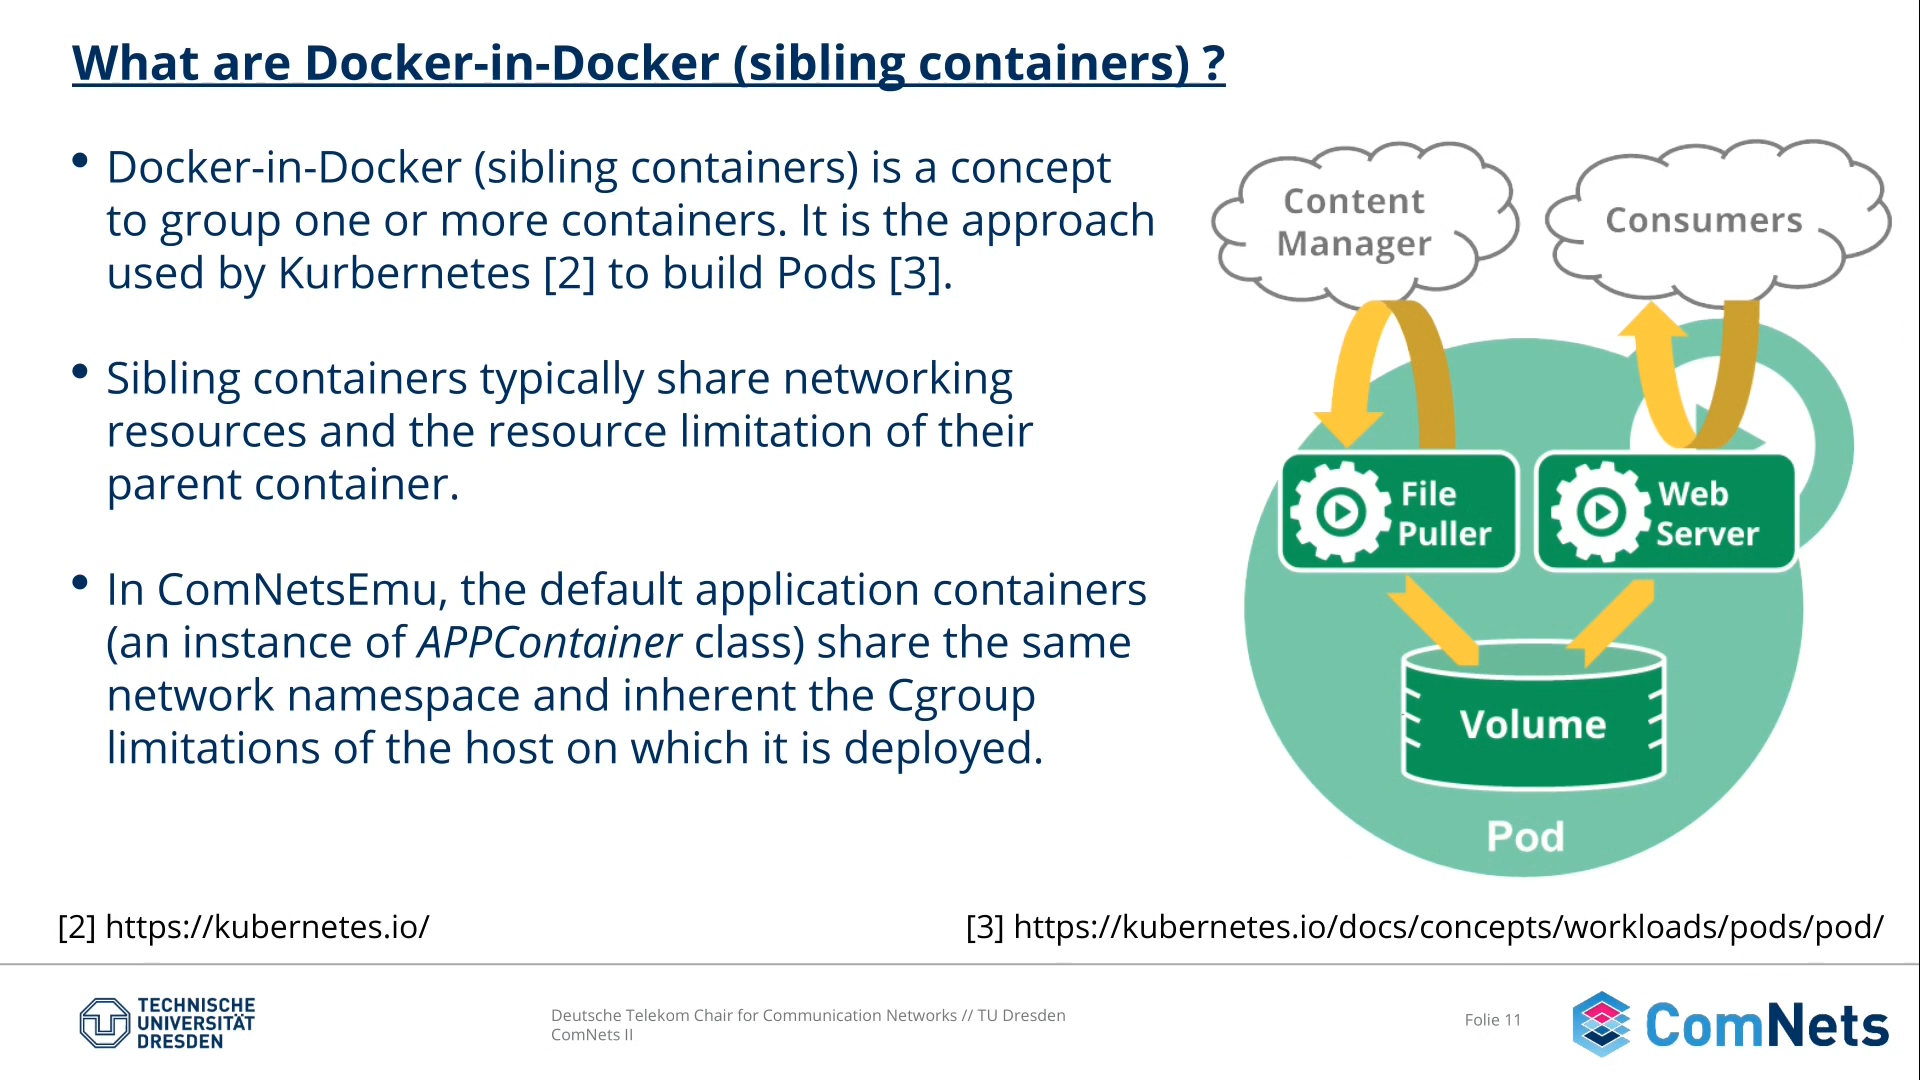 What are Docker-in-Docker (sibling containers) ?
• Docker-in-Docker (sibling containers) is a concept
to group one or more containers. It is the approach
used by Kurbernetes [2] to build Pods [3].
• Sibling containers typically share networking
resources and the resource limitation of their
parent container.
• In ComNetsEmu, the default application containers
(an instance of APPContainer class) share the same
network namespace and inherent the Cgroup
limitations of the host on which it is deployed.
Content
Manager
Consumers
File
Puller
Web
Server
Volume
Pod
[2] https://kubernetes.io/
[3] https://kubernetes.io/docs/concepts/workloads/pods/pod/
TECHNISCHE
UNIVERSITÄT
DRESDEN
Deutsche Telekom Chair for Communication Networks // TU Dresden
ComNets II
Folie 11
ComNets